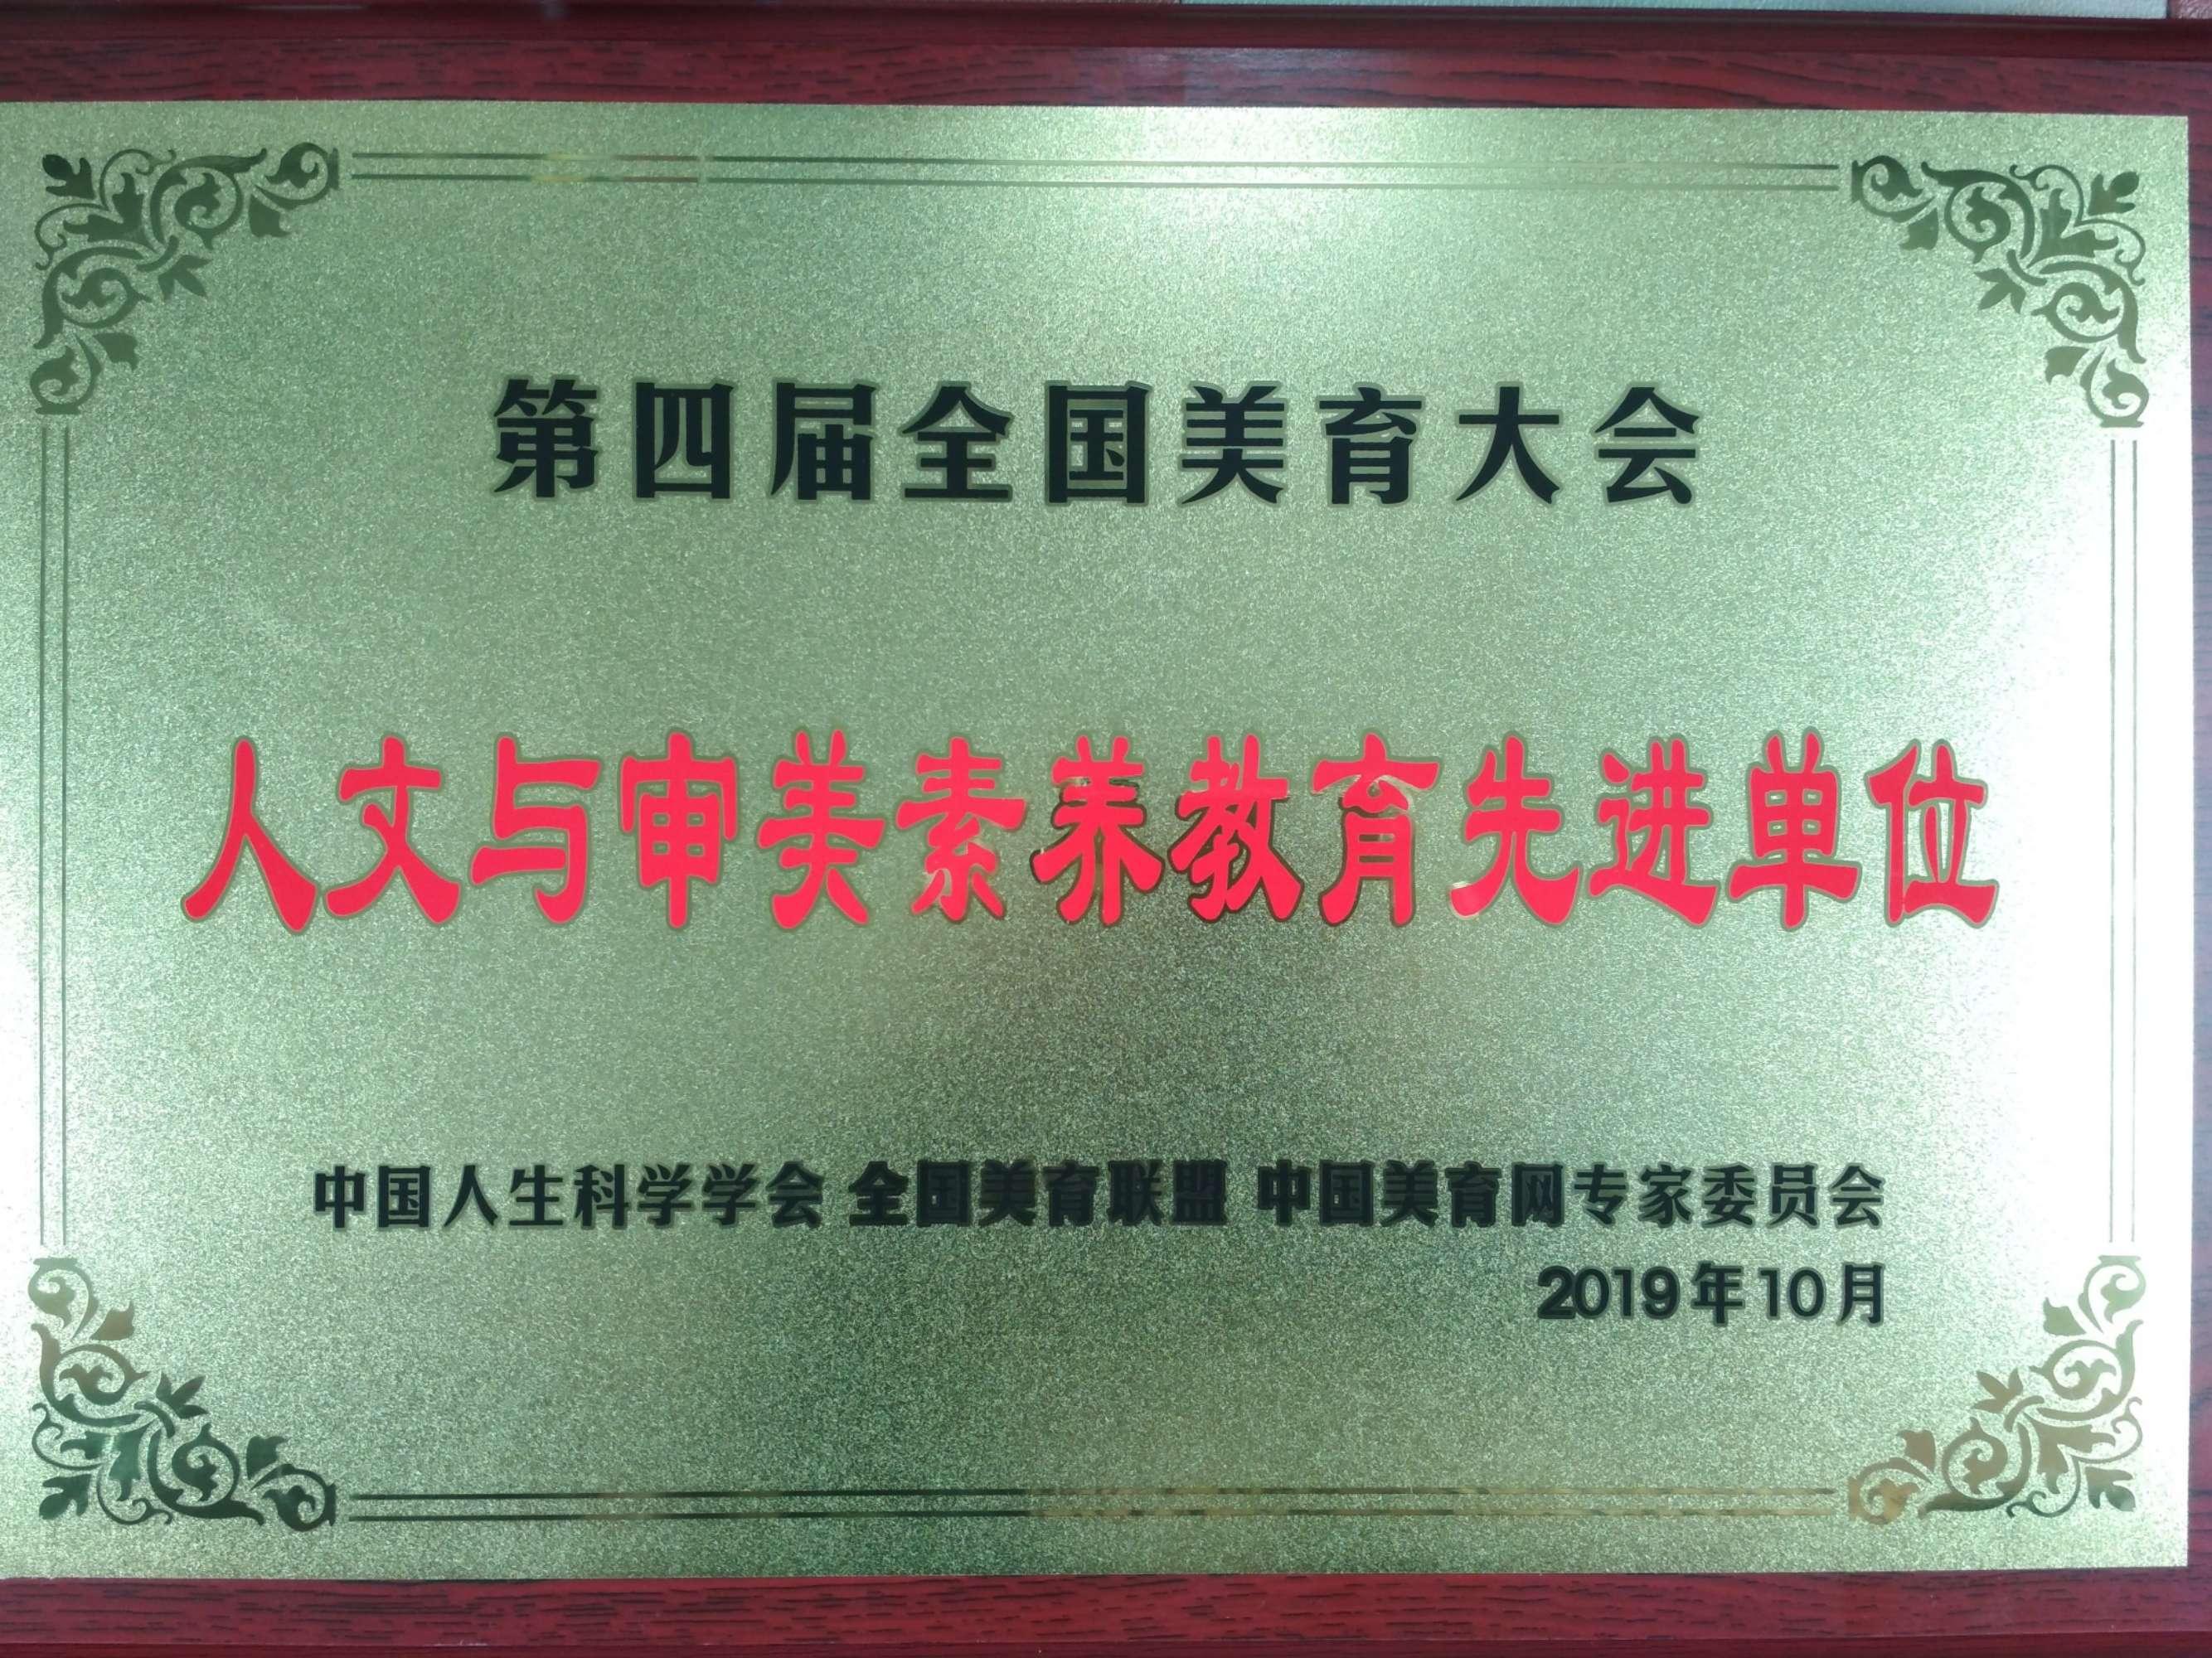 第四届全国美育大会
人文与审美素养教育先进单位
中国人生科学学会 全国美育联盟 中国美育网专家委员会
2019年10月